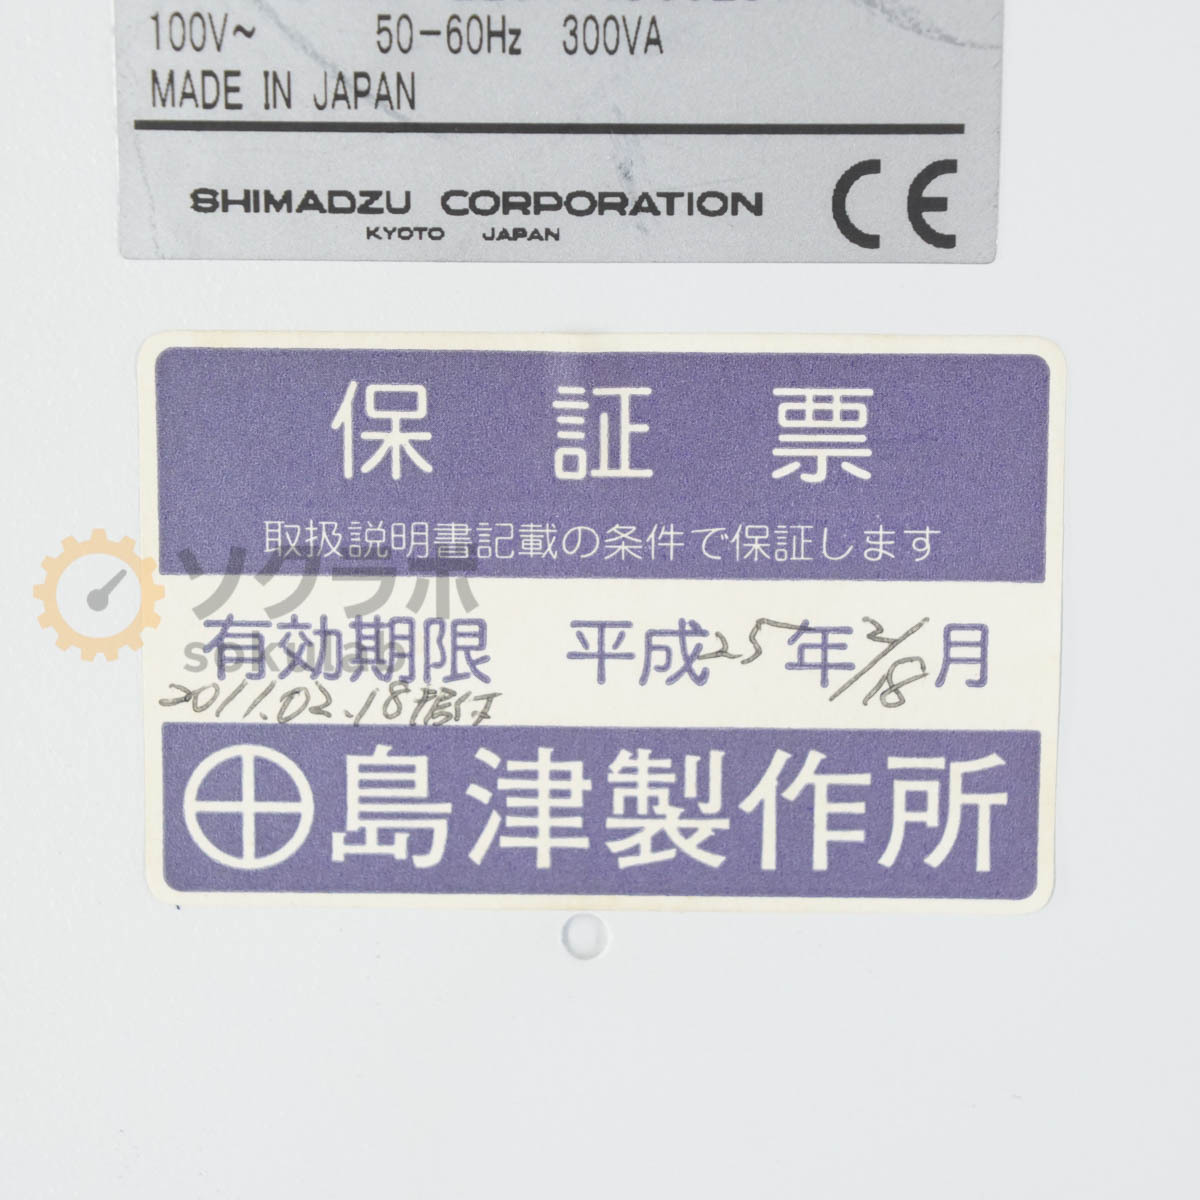 100V~ 50-60Hz 300VA
MADE IN JAPAN
SHIMADZU CORPORATION
KYOTO JAPAN
CE
保証票
取扱説明書記載の条件で保証します
ソクラボ
sokulab
有効期限 平成25年2/18月
2011.02.18
島津製作所